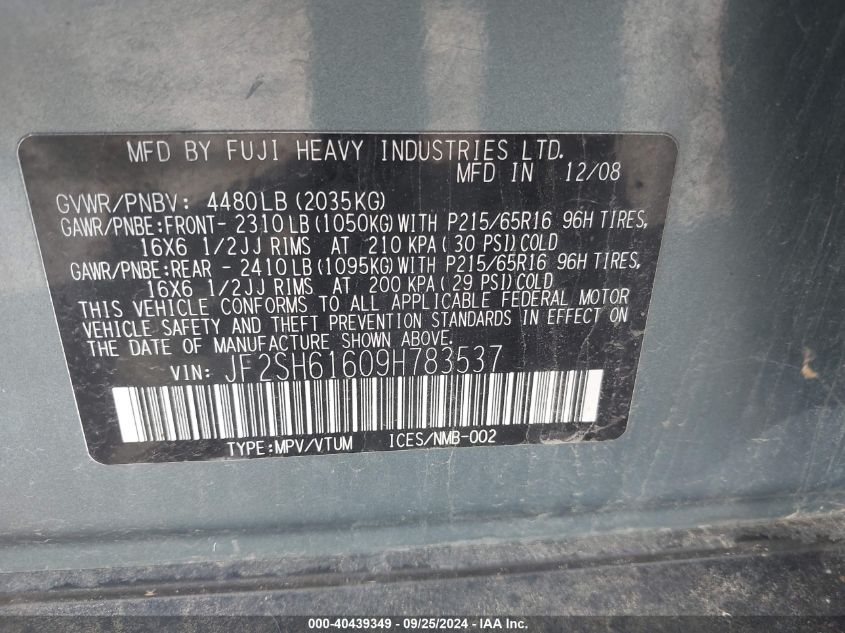 MFD BY FUJI HEAVY INDUSTRIES LTD.
MFD IN 12/08
GVWR/PNBV: 4480LB(2035KG)
GAWR/PNBE:FRONT- 2310LB(1050KG)WITH P215/65R16 96H TIRES,
16X6 1/2JJ RIMS AT 210 KPA(30 PSI)COLD
GAWR/PNBE:REAR - 2410LB(1095KG)WITH P215/65R16 96H TIRES,
16X6 1/2JJ RIMS AT 200 KPA(29 PSI)COLD
THIS VEHICLE CONFORMS TO ALL APPLICABLE FEDERAL MOTOR
VEHICLE SAFETY AND THEFT PREVENTION STANDARDS IN EFFECT ON
THE DATE OF MANUFACTURE SHOWN ABOVE.
VIN: JF2SH61609H783537
TYPE:MPV/VTUM ICES/NMB-002
000-40439349 - 09/25/2024 - IAA Inc.